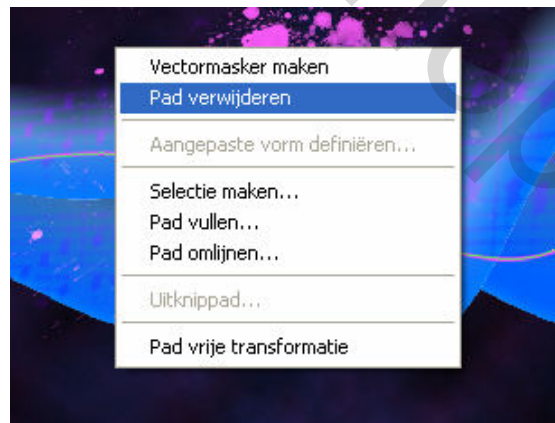 Vectormasker maken
Pad verwijderen
Aangepaste vorm definiëren...
Selectie maken...
Pad vullen...
Pad omlijnen...
Uitknippad...
Pad vrije transformatie